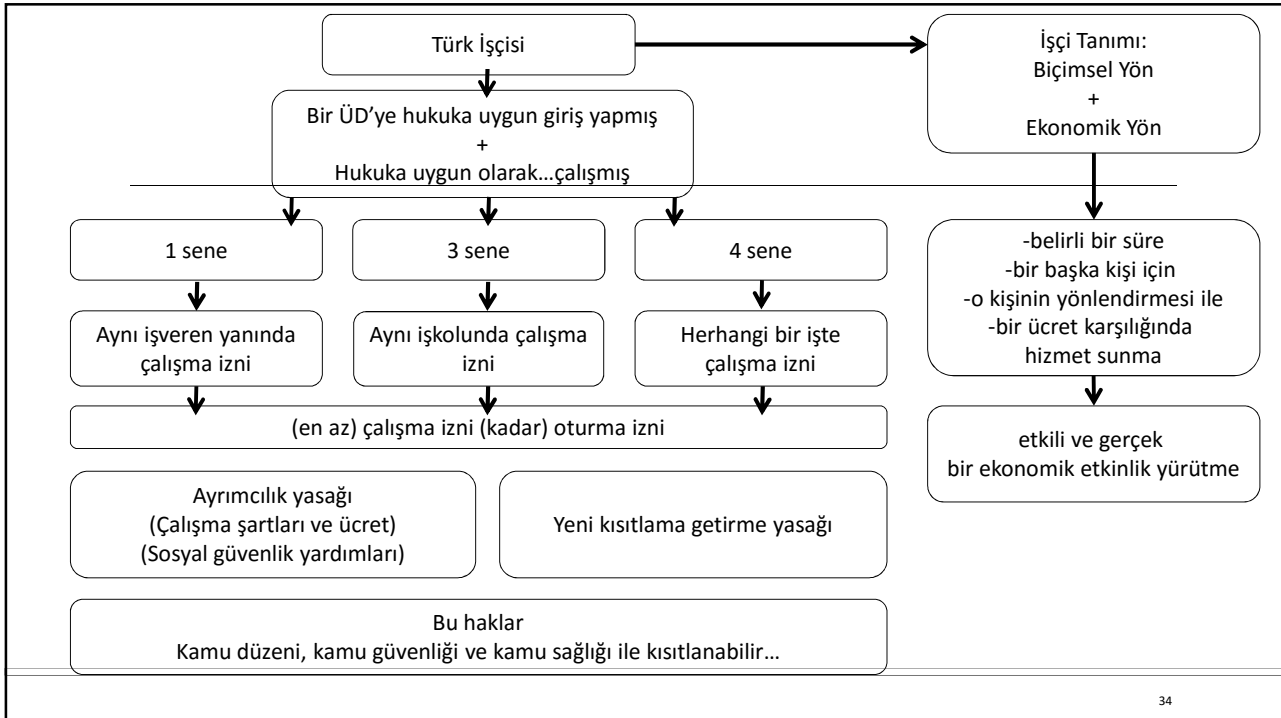 Türk İşçisi
İşçi Tanımı:
Biçimsel Yön
+
Ekonomik Yön
Bir ÜD’ye hukuka uygun giriş yapmış
+
Hukuka uygun olarak...çalışmış
1 sene
3 sene
4 sene
-belirli bir süre
-bir başka kişi için
-o kişinin yönlendirmesi ile
-bir ücret karşılığında
hizmet sunma
Aynı işveren yanında
çalışma izni
Aynı işkolunda çalışma
izni
Herhangi bir işte
çalışma izni
(en az) çalışma izni (kadar) oturma izni
etkili ve gerçek
bir ekonomik etkinlik yürütme
Ayrımcılık yasağı
(Çalışma şartları ve ücret)
(Sosyal güvenlik yardımları)
Yeni kısıtlama getirme yasağı
Bu haklar
Kamu düzeni, kamu güvenliği ve kamu sağlığı ile kısıtlanabilir...
34